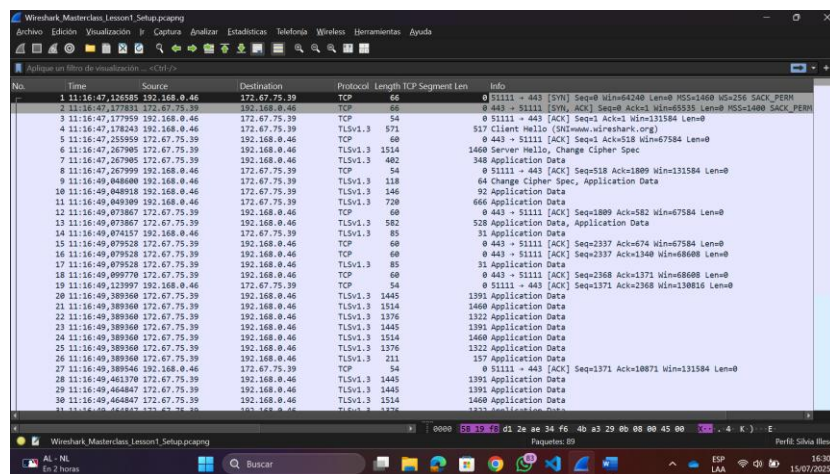 Wireshark_Masterclass_Lesson1_Setup.pcapng
Archivo Edición Visualización Ir Captura Analizar Estadísticas Telefonía Wireless Herramientas Ayuda
Aplique un filtro de visualización ... <Ctrl-/>
No. Time Source Destination Protocol Length TCP Segment Len Info
1 11:16:47,126585 192.168.0.46 172.67.75.39 TCP 66 0 51111 → 443 [SYN] Seq=0 Win=64240 Len=0 MSS=1460 WS=256 SACK_PERM
2 11:16:47,177831 172.67.75.39 192.168.0.46 TCP 66 0 443 → 51111 [SYN, ACK] Seq=0 Ack=1 Win=65535 Len=0 MSS=1400 SACK_PERM
3 11:16:47,177959 192.168.0.46 172.67.75.39 TCP 54 0 51111 → 443 [ACK] Seq=1 Ack=1 Win=131584 Len=0
4 11:16:47,178243 192.168.0.46 172.67.75.39 TLSv1.3 571 517 Client Hello (SNI=www.wireshark.org)
5 11:16:47,255959 172.67.75.39 192.168.0.46 TCP 60 0 443 → 51111 [ACK] Seq=1 Ack=518 Win=67584 Len=0
6 11:16:47,267905 172.67.75.39 192.168.0.46 TLSv1.3 1514 1460 Server Hello, Change Cipher Spec
7 11:16:47,267905 172.67.75.39 192.168.0.46 TLSv1.3 402 348 Application Data
8 11:16:47,267999 192.168.0.46 172.67.75.39 TCP 54 0 51111 → 443 [ACK] Seq=518 Ack=1809 Win=131584 Len=0
9 11:16:49,048600 192.168.0.46 172.67.75.39 TLSv1.3 118 64 Change Cipher Spec, Application Data
10 11:16:49,048918 192.168.0.46 172.67.75.39 TLSv1.3 146 92 Application Data
11 11:16:49,049309 192.168.0.46 172.67.75.39 TLSv1.3 720 666 Application Data
12 11:16:49,073867 172.67.75.39 192.168.0.46 TCP 60 0 443 → 51111 [ACK] Seq=1809 Ack=582 Win=67584 Len=0
13 11:16:49,073867 172.67.75.39 192.168.0.46 TLSv1.3 582 528 Application Data, Application Data
14 11:16:49,074157 192.168.0.46 172.67.75.39 TLSv1.3 85 31 Application Data
15 11:16:49,079528 172.67.75.39 192.168.0.46 TCP 60 0 443 → 51111 [ACK] Seq=2337 Ack=674 Win=67584 Len=0
16 11:16:49,079528 172.67.75.39 192.168.0.46 TCP 60 0 443 → 51111 [ACK] Seq=2337 Ack=1340 Win=68608 Len=0
17 11:16:49,079528 172.67.75.39 192.168.0.46 TLSv1.3 85 31 Application Data
18 11:16:49,099770 172.67.75.39 192.168.0.46 TCP 60 0 443 → 51111 [ACK] Seq=2368 Ack=1371 Win=68608 Len=0
19 11:16:49,123997 192.168.0.46 172.67.75.39 TCP 54 0 51111 → 443 [ACK] Seq=1371 Ack=2368 Win=130816 Len=0
20 11:16:49,389360 172.67.75.39 192.168.0.46 TLSv1.3 1445 1391 Application Data
21 11:16:49,389360 172.67.75.39 192.168.0.46 TLSv1.3 1514 1460 Application Data
22 11:16:49,389360 172.67.75.39 192.168.0.46 TLSv1.3 1376 1322 Application Data
23 11:16:49,389360 172.67.75.39 192.168.0.46 TLSv1.3 1445 1391 Application Data
24 11:16:49,389360 172.67.75.39 192.168.0.46 TLSv1.3 1514 1460 Application Data
25 11:16:49,389360 172.67.75.39 192.168.0.46 TLSv1.3 1376 1322 Application Data
26 11:16:49,389360 172.67.75.39 192.168.0.46 TLSv1.3 211 157 Application Data
27 11:16:49,389546 192.168.0.46 172.67.75.39 TCP 54 0 51111 → 443 [ACK] Seq=1371 Ack=10871 Win=131584 Len=0
28 11:16:49,461370 172.67.75.39 192.168.0.46 TLSv1.3 1445 1391 Application Data
29 11:16:49,464847 172.67.75.39 192.168.0.46 TLSv1.3 1445 1391 Application Data
30 11:16:49,464847 172.67.75.39 192.168.0.46 TLSv1.3 1514 1460 Application Data
31 11:16:49,464847 172.67.75.39 192.168.0.46 TLSv1.3 1376 1322 Application Data
0000 58 19 f8 d1 2e ae 34 f6 4b a3 29 0b 08 00 45 00
Wireshark_Masterclass_Lesson1_Setup.pcapng Paquetes: 89 Perfil: Silvia Illes
AL - NL
En 2 horas
Buscar
83
ESP
LAA
16:30
15/07/2025